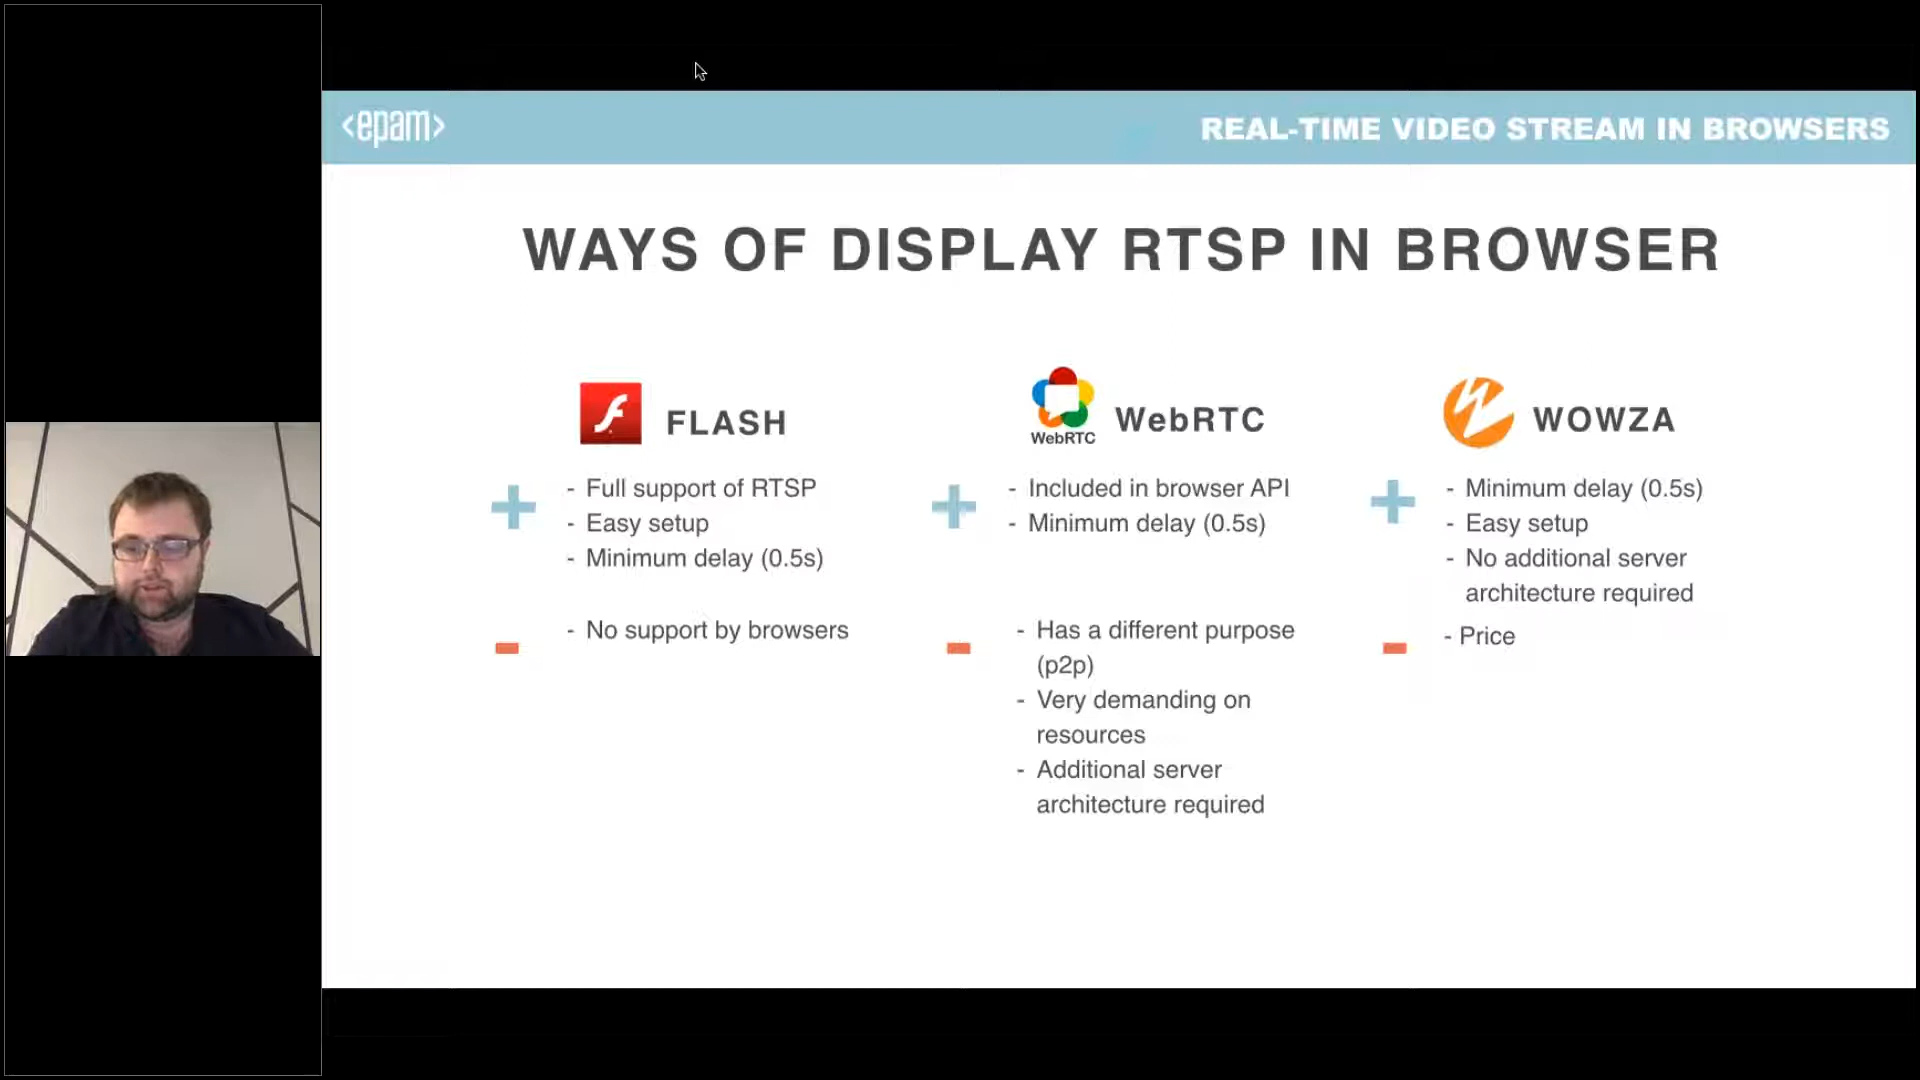 <epam>
REAL-TIME VIDEO STREAM IN BROWSERS
WAYS OF DISPLAY RTSP IN BROWSER
FLASH
- Full support of RTSP
- Easy setup
- Minimum delay (0.5s)
- No support by browsers
WebRTC
WebRTC
- Included in browser API
- Minimum delay (0.5s)
- Has a different purpose
(p2p)
- Very demanding on
resources
- Additional server
architecture required
WOWZA
- Minimum delay (0.5s)
- Easy setup
- No additional server
architecture required
- Price